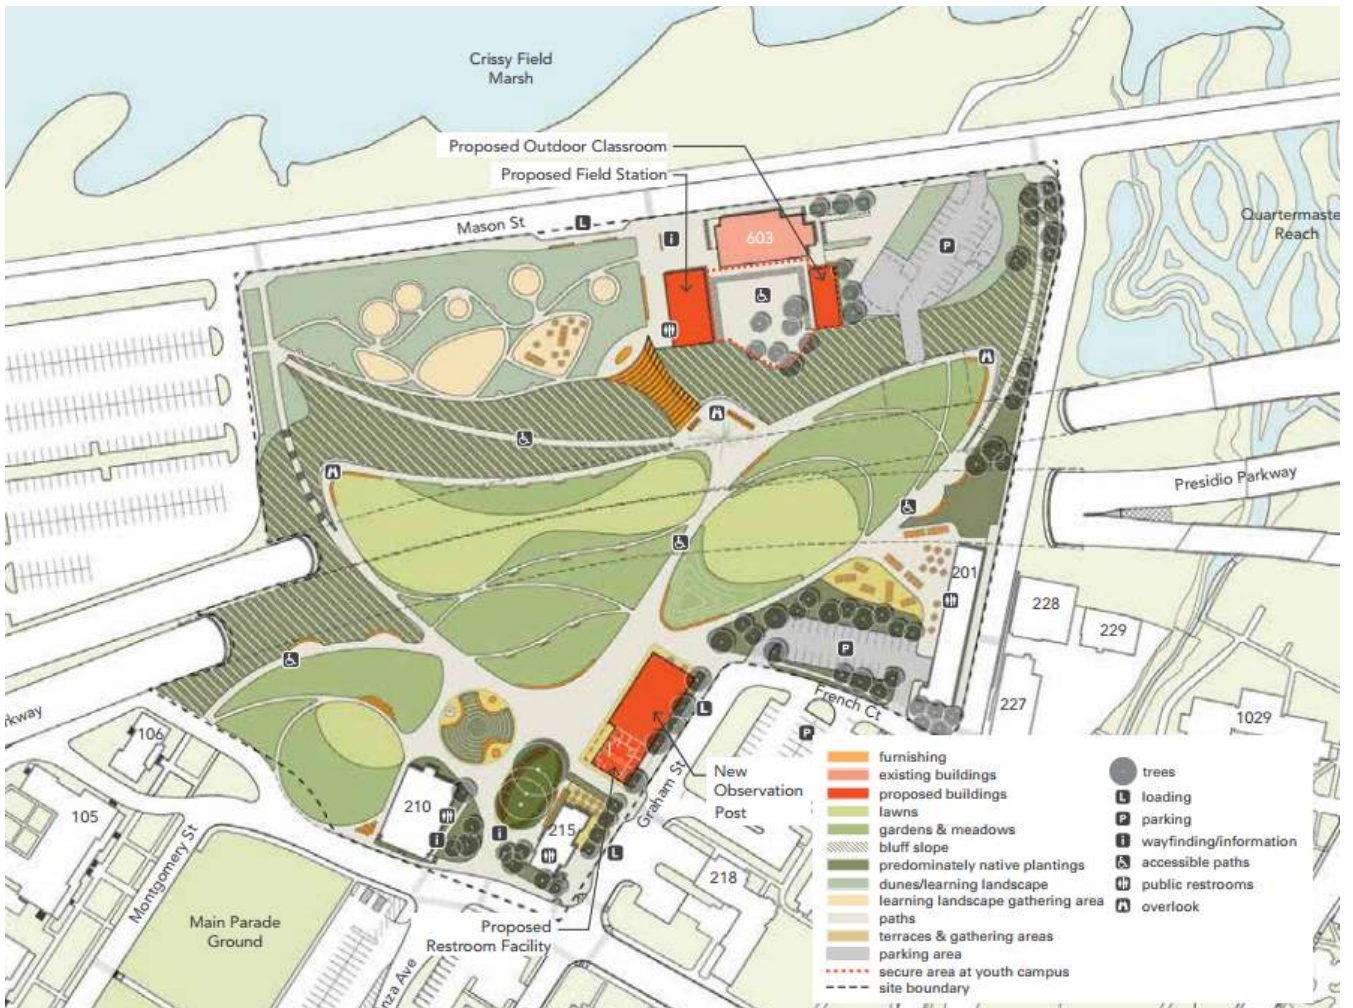 Crissy Field
Marsh
Proposed Outdoor Classroom
Proposed Field Station
Mason St
L
i
603
P
Quartermaste
Reach
Presidio Parkway
201
228
229
227
1029
P
French Ct
P
L
rkway
106
105
210
i
i
215
L
218
Graham St
New
Observation
Post
Montgomery St
Main Parade
Ground
nza Ave
Proposed
Restroom Facility
furnishing
existing buildings
proposed buildings
lawns
gardens & meadows
bluff slope
predominately native plantings
dunes/learning landscape
learning landscape gathering area
paths
terraces & gathering areas
parking area
secure area at youth campus
site boundary
trees
L loading
P parking
i wayfinding/information
accessible paths
public restrooms
overlook